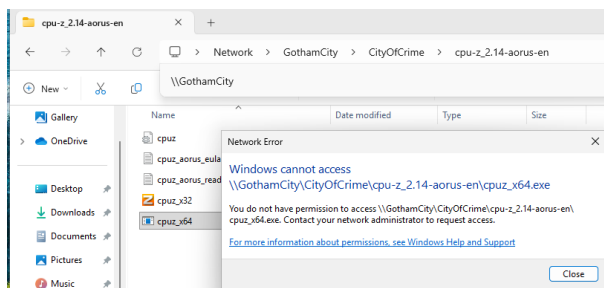 cpu-z_2.14-aorus-en
Network > GothamCity > CityOfCrime > cpu-z_2.14-aorus-en
\\GothamCity
New
Name Date modified Type Size
Gallery
OneDrive
Desktop
Downloads
Documents
Pictures
Music
cpuz
cpuz_aorus_eula
cpuz_aorus_read
cpuz_x32
cpuz_x64
Network Error
Windows cannot access
\\GothamCity\CityOfCrime\cpu-z_2.14-aorus-en\cpuz_x64.exe
You do not have permission to access \\GothamCity\CityOfCrime\cpu-z_2.14-aorus-en\
cpuz_x64.exe. Contact your network administrator to request access.
For more information about permissions, see Windows Help and Support
Close